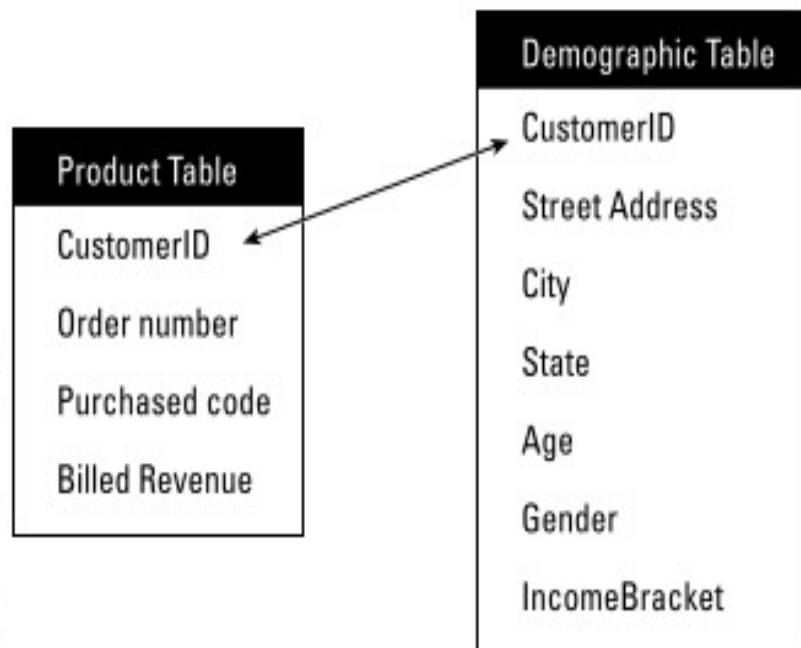 Product Table
CustomerID
Order number
Purchased code
Billed Revenue
Demographic Table
CustomerID
Street Address
City
State
Age
Gender
IncomeBracket